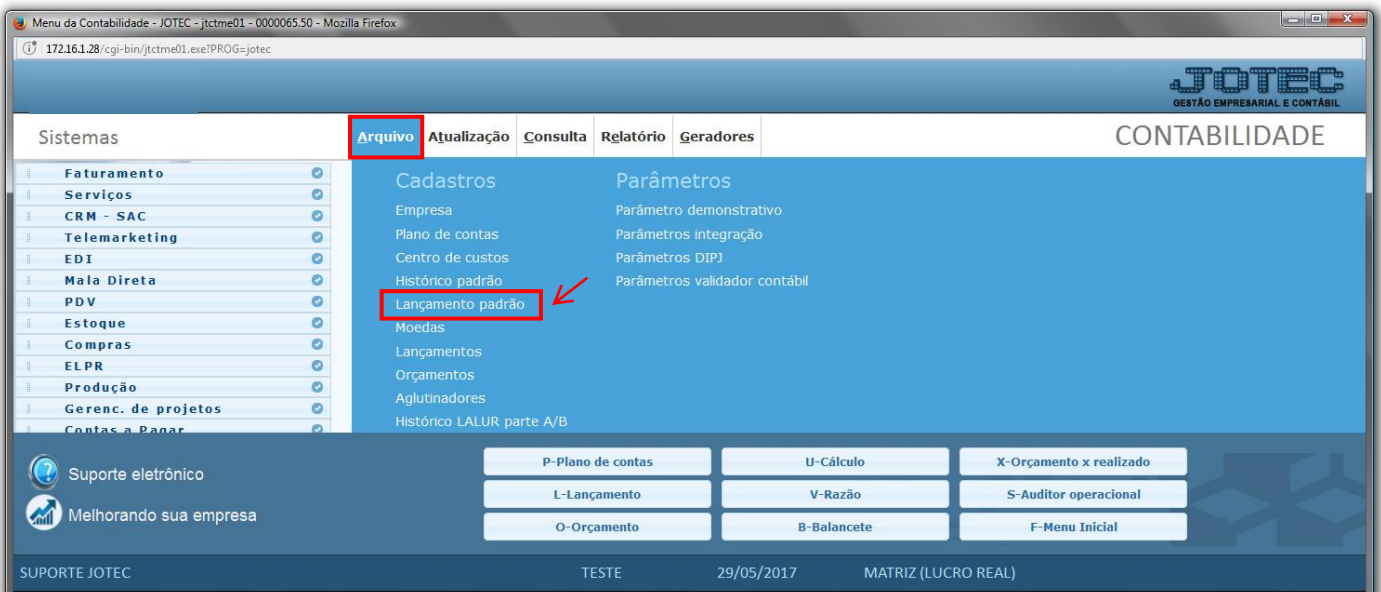 Menu da Contabilidade - JOTEC - jtctme01 - 0000065.50 - Mozilla Firefox
172.16.1.28/cgi-bin/jtctme01.exe?PROG=jotec
JOTEC
GESTÃO EMPRESARIAL E CONTÁBIL
Sistemas
Arquivo Atualização Consulta Relatório Geradores
CONTABILIDADE
Faturamento
Serviços
CRM - SAC
Telemarketing
EDI
Mala Direta
PDV
Estoque
Compras
ELPR
Produção
Gerenc. de projetos
Contas a Pagar
Cadastros
Empresa
Plano de contas
Centro de custos
Histórico padrão
Lançamento padrão
Moedas
Lançamentos
Orçamentos
Aglutinadores
Histórico LALUR parte A/B
Parâmetros
Parâmetro demonstrativo
Parâmetros integração
Parâmetros DIPJ
Parâmetros validador contábil
Suporte eletrônico
Melhorando sua empresa
P-Plano de contas U-Cálculo X-Orçamento x realizado
L-Lançamento V-Razão S-Auditor operacional
O-Orçamento B-Balancete F-Menu Inicial
SUPORTE JOTEC TESTE 29/05/2017 MATRIZ (LUCRO REAL)